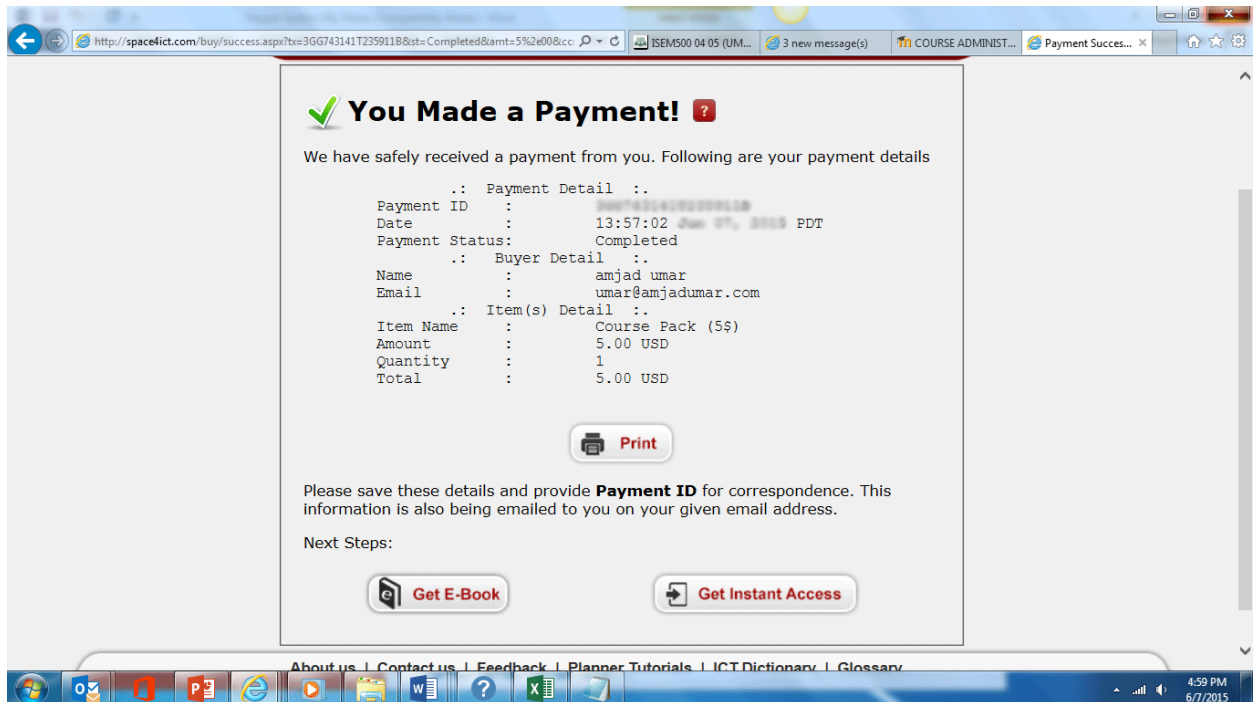 http://space4ict.com/buy/success.aspx?tx=3GG743141T235911B&st=Completed&amt=5%2e00&cc:
ISEM500 04 05 (UM...
3 new message(s)
COURSE ADMINIST...
Payment Succes...
You Made a Payment! ?
We have safely received a payment from you. Following are your payment details
.: Payment Detail :.
Payment ID :
Date : 13:57:02 PDT
Payment Status: Completed
.: Buyer Detail :.
Name : amjad umar
Email : umar@amjadumar.com
.: Item(s) Detail :.
Item Name : Course Pack (5$)
Amount : 5.00 USD
Quantity : 1
Total : 5.00 USD
Print
Please save these details and provide Payment ID for correspondence. This
information is also being emailed to you on your given email address.
Next Steps:
Get E-Book
Get Instant Access
About us | Contact us | Feedback | Planner Tutorials | ICT Dictionary | Glossary
4:59 PM
6/7/2015